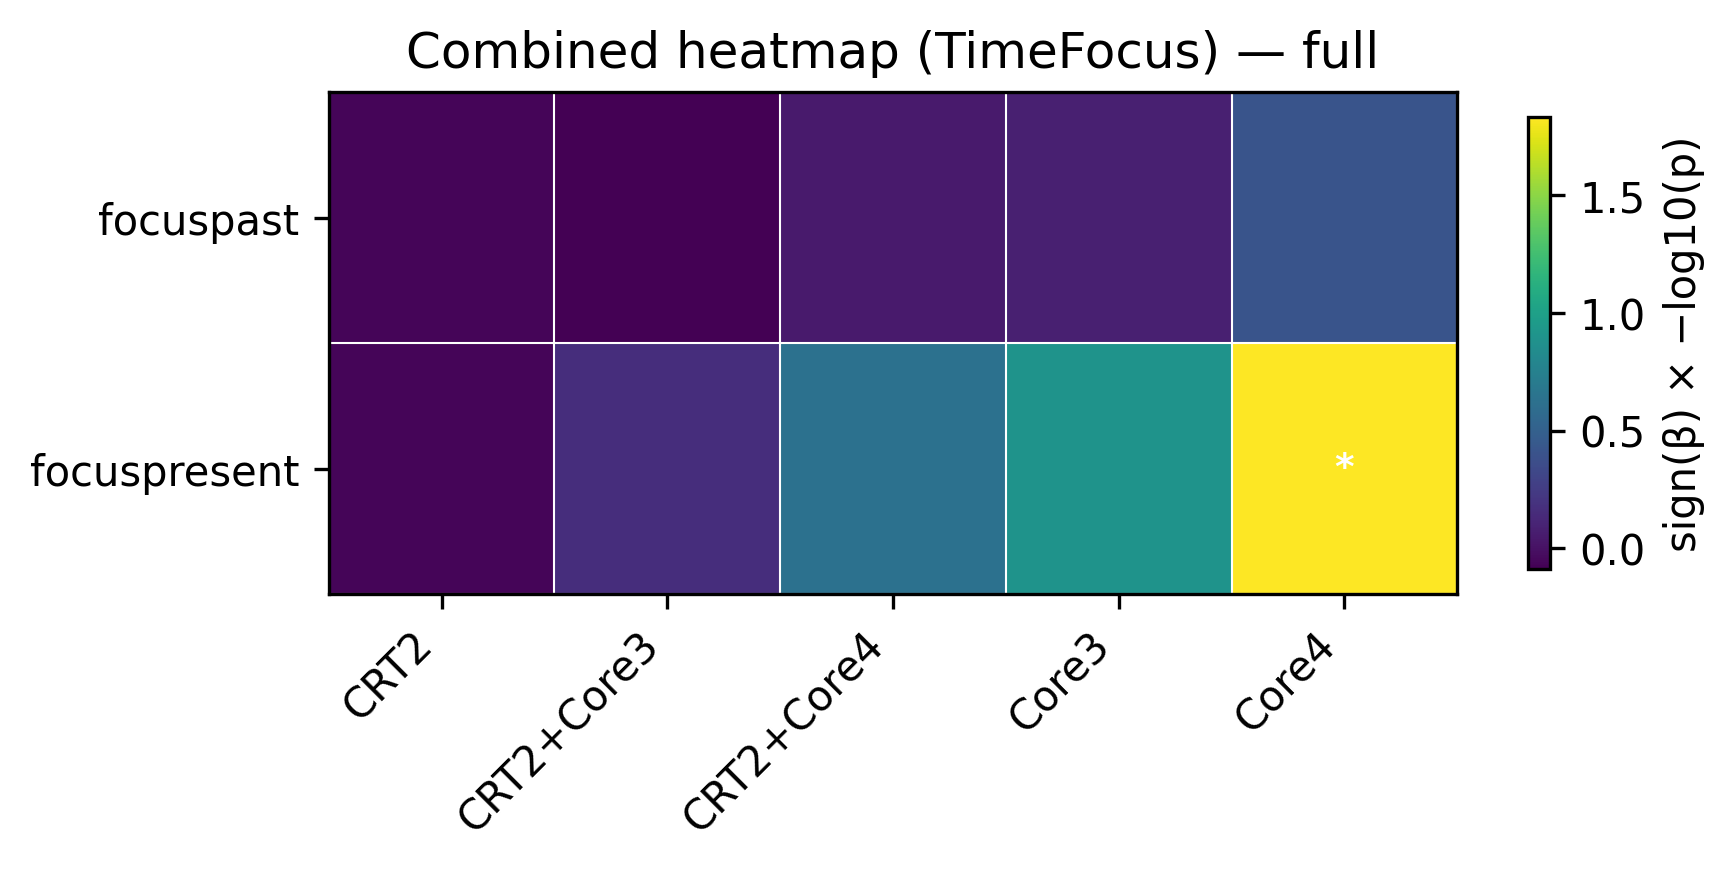 Combined heatmap (TimeFocus) — full
focuspast
focuspresent
*
CRT2
CRT2+Core3
CRT2+Core4
Core3
Core4
1.5
1.0
0.5
0.0
sign(β) × −log10(p)